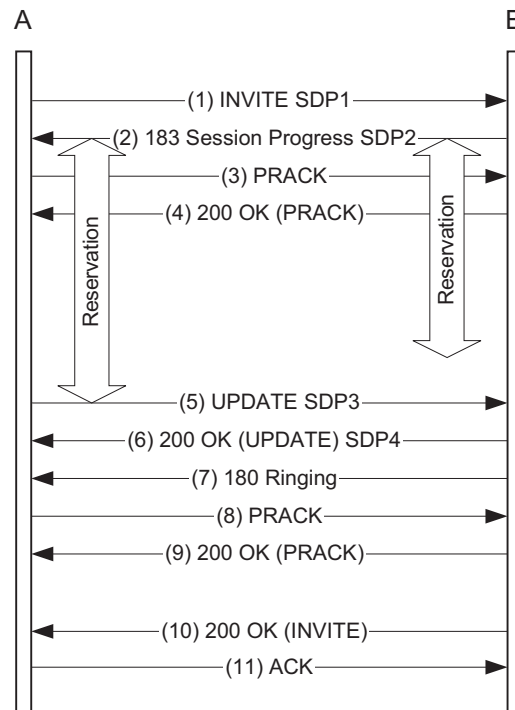 A
B
(1) INVITE SDP1
(2) 183 Session Progress SDP2
(3) PRACK
(4) 200 OK (PRACK)
Reservation
Reservation
(5) UPDATE SDP3
(6) 200 OK (UPDATE) SDP4
(7) 180 Ringing
(8) PRACK
(9) 200 OK (PRACK)
(10) 200 OK (INVITE)
(11) ACK